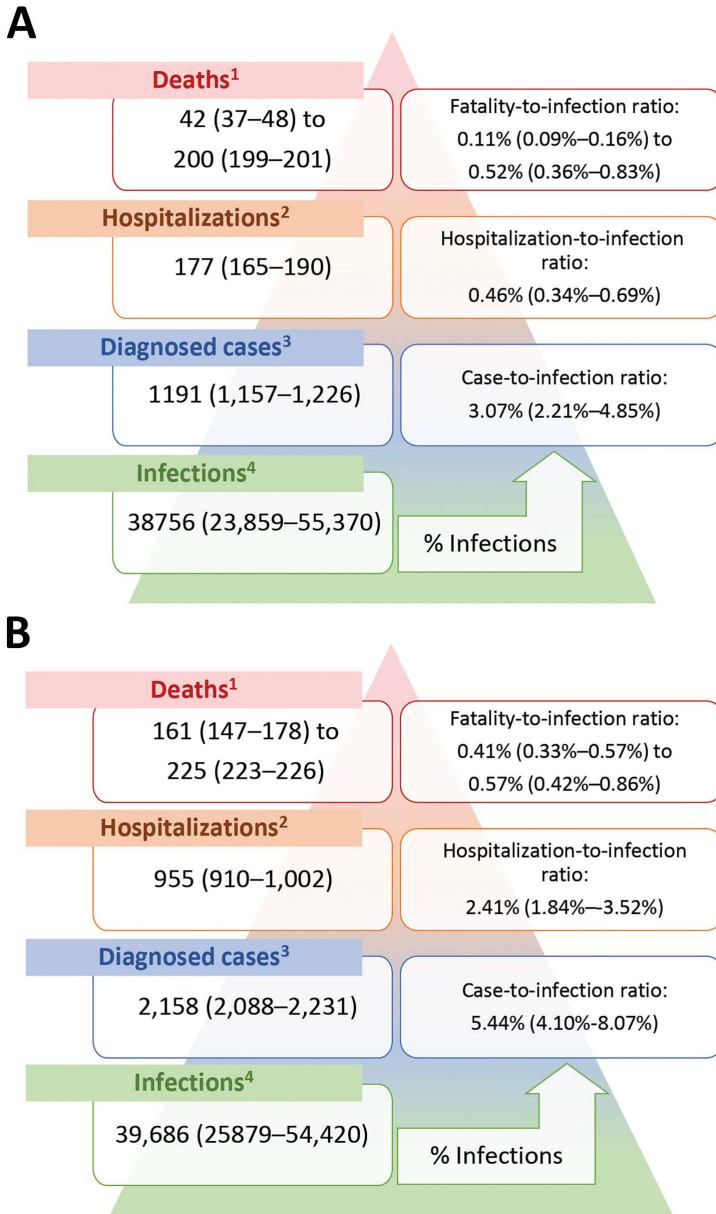 A
Deaths¹
42 (37–48) to
200 (199–201)
Fatality-to-infection ratio:
0.11% (0.09%–0.16%) to
0.52% (0.36%–0.83%)
Hospitalizations²
177 (165–190)
Hospitalization-to-infection
ratio:
0.46% (0.34%–0.69%)
Diagnosed cases³
1191 (1,157–1,226)
Case-to-infection ratio:
3.07% (2.21%–4.85%)
Infections⁴
38756 (23,859–55,370)
% Infections
B
Deaths¹
161 (147–178) to
225 (223–226)
Fatality-to-infection ratio:
0.41% (0.33%–0.57%) to
0.57% (0.42%–0.86%)
Hospitalizations²
955 (910–1,002)
Hospitalization-to-infection
ratio:
2.41% (1.84%—3.52%)
Diagnosed cases³
2,158 (2,088–2,231)
Case-to-infection ratio:
5.44% (4.10%-8.07%)
Infections⁴
39,686 (25879–54,420)
% Infections